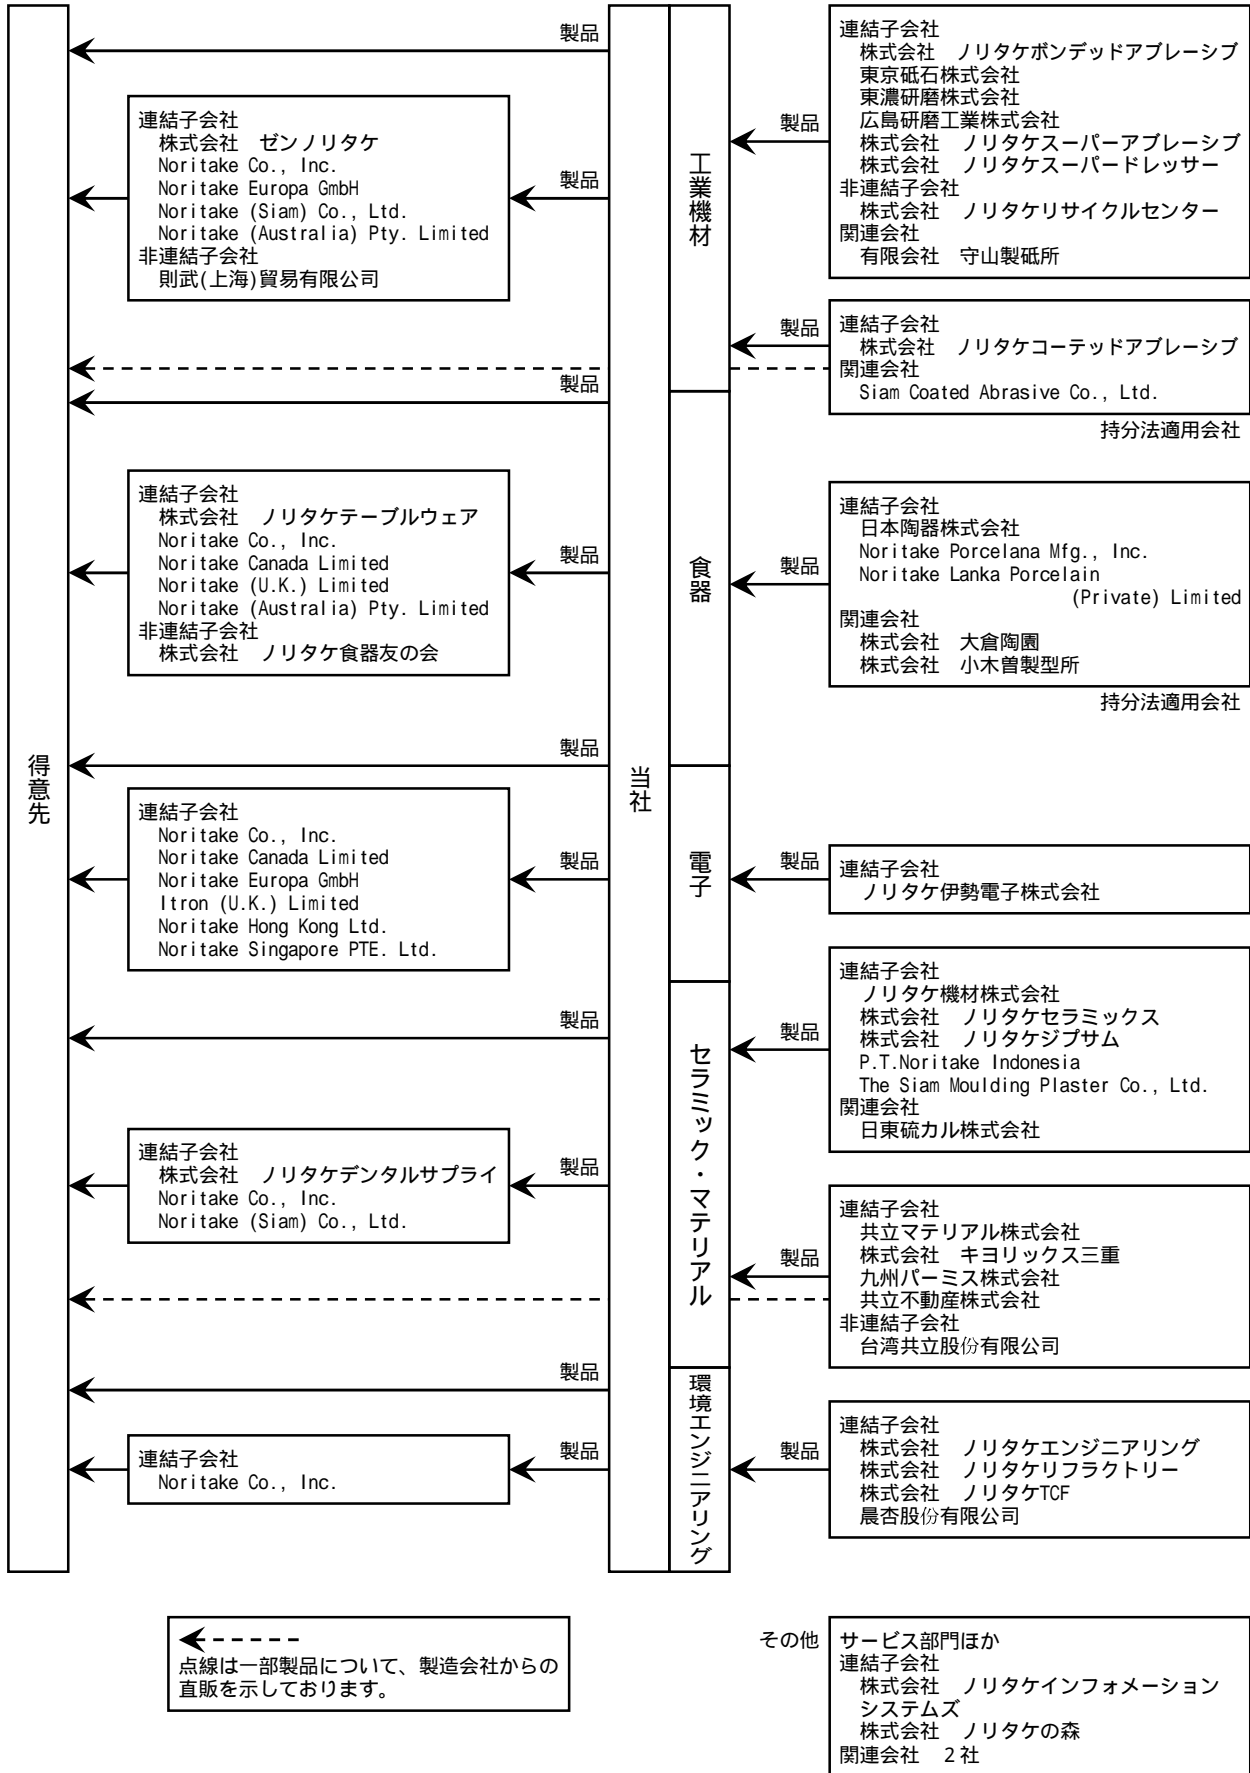 製品
連結子会社
株式会社　ゼンノリタケ
Noritake Co., Inc.
Noritake Europa GmbH
Noritake (Siam) Co., Ltd.
Noritake (Australia) Pty. Limited
非連結子会社
則武(上海)貿易有限公司
製品
製品
連結子会社
株式会社　ノリタケテーブルウェア
Noritake Co., Inc.
Noritake Canada Limited
Noritake (U.K.) Limited
Noritake (Australia) Pty. Limited
非連結子会社
株式会社　ノリタケ食器友の会
製品
製品
得意先
連結子会社
Noritake Co., Inc.
Noritake Canada Limited
Noritake Europa GmbH
Itron (U.K.) Limited
Noritake Hong Kong Ltd.
Noritake Singapore PTE. Ltd.
製品
製品
連結子会社
株式会社　ノリタケデンタルサプライ
Noritake Co., Inc.
Noritake (Siam) Co., Ltd.
製品
製品
連結子会社
Noritake Co., Inc.
製品
当社
工業機材
食器
電子
セラミック・マテリアル
環境エンジニアリング
製品
連結子会社
株式会社　ノリタケボンデッドアブレーシブ
東京砥石株式会社
東濃研磨株式会社
広島研磨工業株式会社
株式会社　ノリタケスーパーアブレーシブ
株式会社　ノリタケスーパードレッサー
非連結子会社
株式会社　ノリタケリサイクルセンター
関連会社
有限会社　守山製砥所
製品
連結子会社
株式会社　ノリタケコーテッドアブレーシブ
関連会社
Siam Coated Abrasive Co., Ltd.
持分法適用会社
製品
連結子会社
日本陶器株式会社
Noritake Porcelana Mfg., Inc.
Noritake Lanka Porcelain
(Private) Limited
関連会社
株式会社　大倉陶園
株式会社　小木曽製型所
持分法適用会社
製品
連結子会社
ノリタケ伊勢電子株式会社
製品
連結子会社
ノリタケ機材株式会社
株式会社　ノリタケセラミックス
株式会社　ノリタケジプサム
P.T.Noritake Indonesia
The Siam Moulding Plaster Co., Ltd.
関連会社
日東硫カル株式会社
製品
連結子会社
共立マテリアル株式会社
株式会社　キヨリックス三重
九州パーミス株式会社
共立不動産株式会社
非連結子会社
台湾共立股份有限公司
製品
連結子会社
株式会社　ノリタケエンジニアリング
株式会社　ノリタケリフラクトリー
株式会社　ノリタケTCF
晨杏股份有限公司
点線は一部製品について、製造会社からの
直販を示しております。
その他
サービス部門ほか
連結子会社
株式会社　ノリタケインフォメーション
システムズ
株式会社　ノリタケの森
関連会社　２社